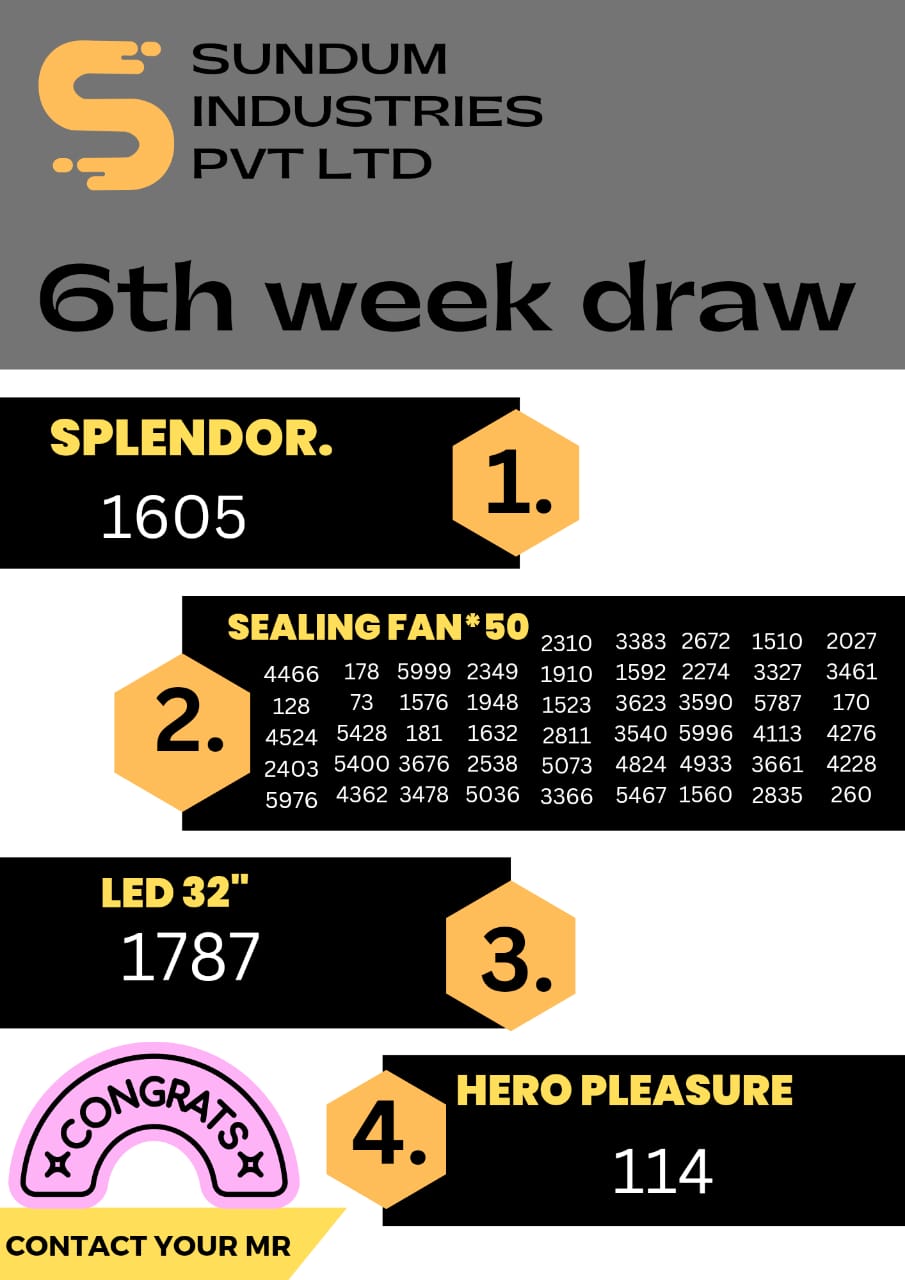 SUNDUM
INDUSTRIES
PVT LTD
6th week draw
SPLENDOR.
1605
1.
SEALING FAN*50
2310 3383 2672 1510 2027
4466 178 5999 2349 1910 1592 2274 3327 3461
128 73 1576 1948 1523 3623 3590 5787 170
4524 5428 181 1632 2811 3540 5996 4113 4276
2403 5400 3676 2538 5073 4824 4933 3661 4228
5976 4362 3478 5036 3366 5467 1560 2835 260
2.
LED 32"
1787
3.
HERO PLEASURE
114
4.
CONGRATS
CONTACT YOUR MR